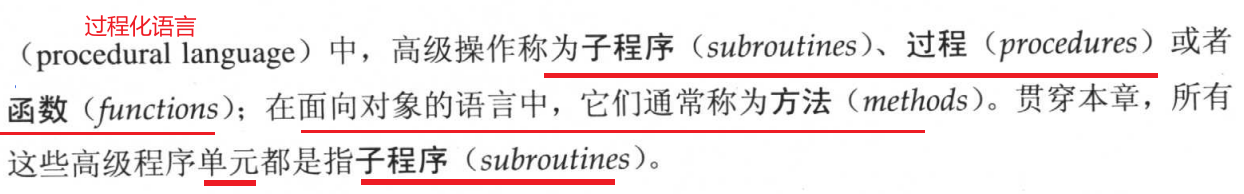 过程化语言
（procedural language）中，高级操作称为子程序（subroutines）、过程（procedures）或者
函数（functions）；在面向对象的语言中，它们通常称为方法（methods）。贯穿本章，所有
这些高级程序单元都是指子程序（subroutines）。